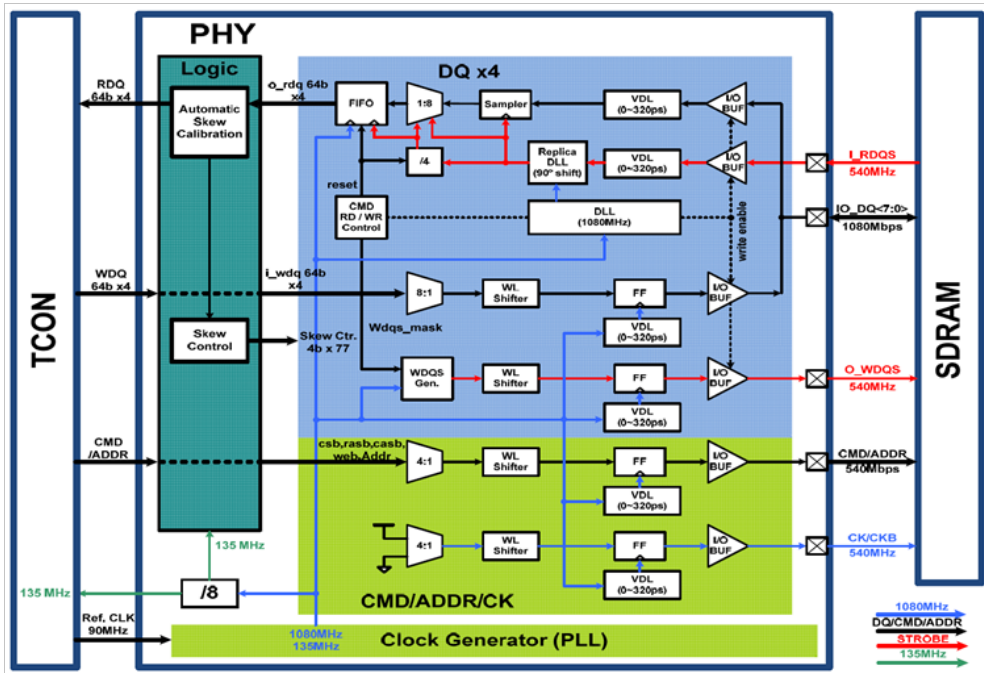 TCON
PHY
SDRAM
Logic
DQ x4
RDQ
64b x4
Automatic
Skew
Calibration
o_rdq 64b
x4
FIFO
1:8
Sampler
VDL
(0~320ps)
I/O
BUF
/4
Replica
DLL
(90º shift)
VDL
(0~320ps)
I/O
BUF
I_RDQS
540MHz
reset
CMD
RD / WR
Control
DLL
(1080MHz)
write enable
IO_DQ<7:0>
1080Mbps
WDQ
64b x4
i_wdq 64b
x4
8:1
WL
Shifter
FF
I/O
BUF
VDL
(0~320ps)
Wdqs_mask
Skew
Control
Skew Ctr.
4b x 77
WDQS
Gen.
WL
Shifter
FF
I/O
BUF
O_WDQS
540MHz
VDL
(0~320ps)
CMD
/ADDR
csb,rasb,casb,
web,Addr
4:1
WL
Shifter
FF
I/O
BUF
CMD/ADDR
540Mbps
VDL
(0~320ps)
4:1
WL
Shifter
FF
I/O
BUF
CK/CKB
540MHz
VDL
(0~320ps)
135 MHz
/8
135 MHz
CMD/ADDR/CK
Ref. CLK
90MHz
1080MHz
135MHz
Clock Generator (PLL)
1080MHz
DQ/CMD/ADDR
STROBE
135MHz